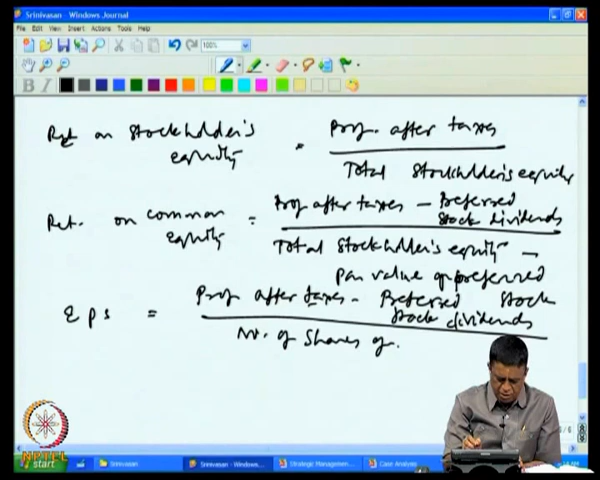 Srinivasan - Windows Journal
File Edit View Insert Actions Tools Help
100%
B I
Ret on Stockholder's equity = Prof. after taxes
Total Stockholder's equity
Ret. on common equity = Prof after taxes - Preferred Stock dividends
Total Stockholder's equity - par value of preferred Stock
Eps = Prof after taxes - Preferred Stock dividends
No. of Shares of.
NPTEL
start Srinivasan Srinivasan - Windows... Strategic Managemen... Case Analysis